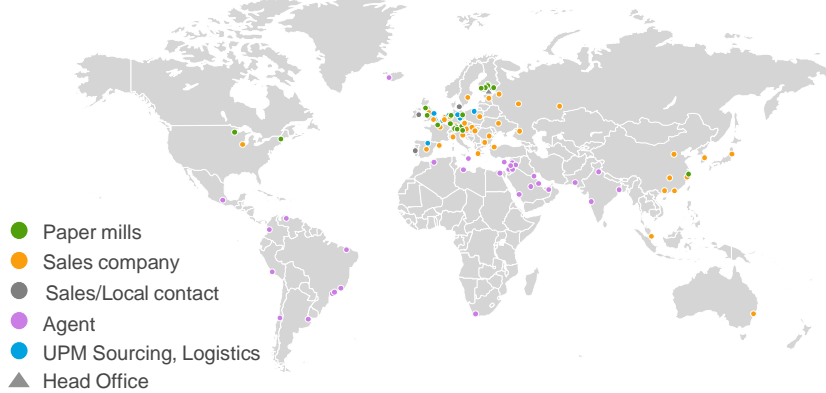 Paper mills
Sales company
Sales/Local contact
Agent
UPM Sourcing, Logistics
Head Office